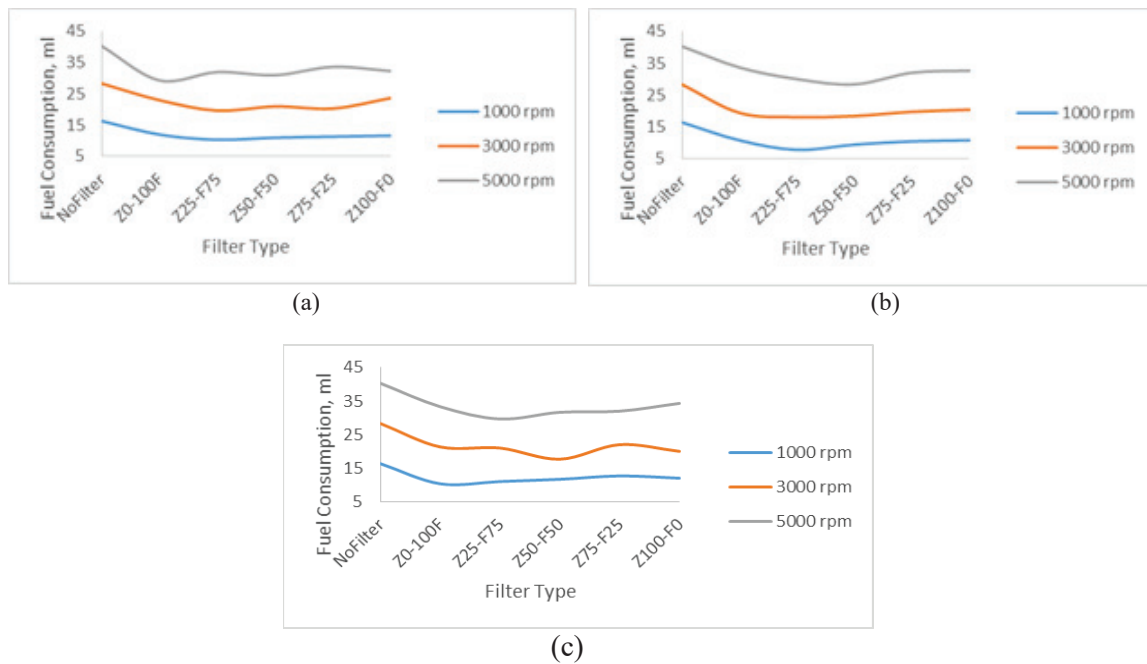 45
35
25
15
5
Fuel Consumption, ml
NoFilter
Z0-100F
Z25-F75
Z50-F50
Z75-F25
Z100-F0
Filter Type
1000 rpm
3000 rpm
5000 rpm
(a)
45
35
25
15
5
Fuel Consumption, ml
NoFilter
Z0-100F
Z25-F75
Z50-F50
Z75-F25
Z100-F0
Filter Type
1000 rpm
3000 rpm
5000 rpm
(b)
45
35
25
15
5
Fuel Consumption, ml
NoFilter
Z0-100F
Z25-F75
Z50-F50
Z75-F25
Z100-F0
Filter Type
1000 rpm
3000 rpm
5000 rpm
(c)